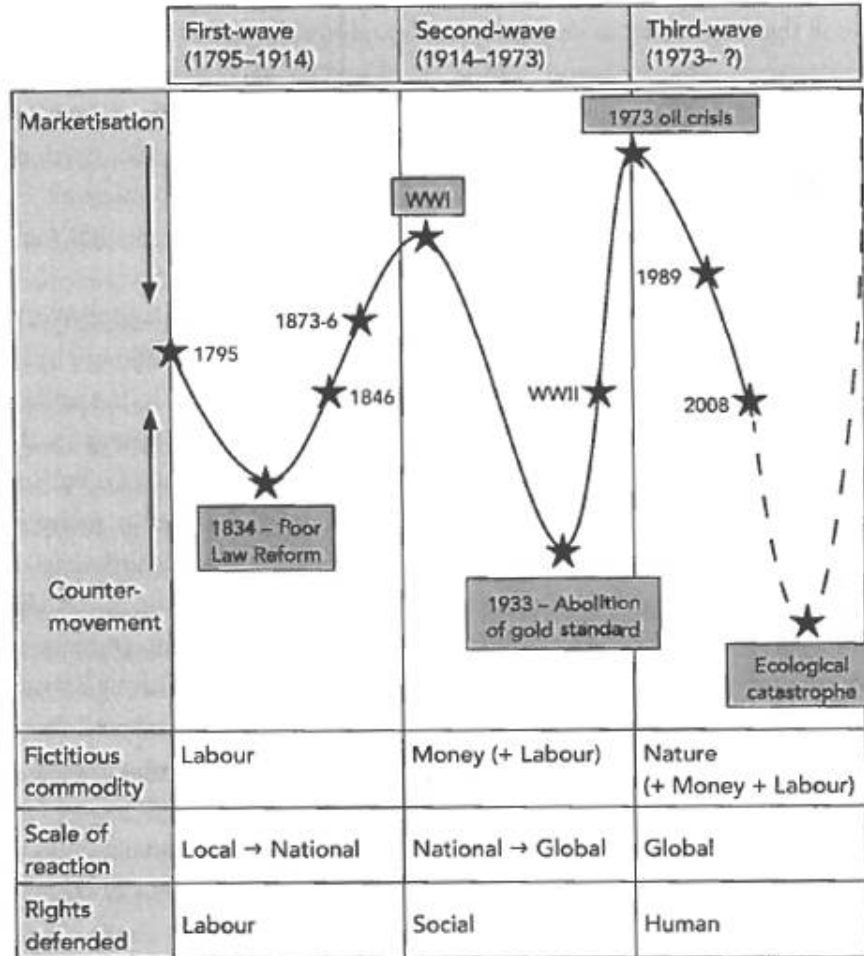 First-wave
(1795–1914)
Second-wave
(1914–1973)
Third-wave
(1973– ?)
Marketisation
1973 oil crisis
WWI
1989
1873-6
1795
1846
WWII
2008
1834 – Poor
Law Reform
Counter-
movement
1933 – Abolition
of gold standard
Ecological
catastrophe
Fictitious
commodity
Labour
Money (+ Labour)
Nature
(+ Money + Labour)
Scale of
reaction
Local → National
National → Global
Global
Rights
defended
Labour
Social
Human